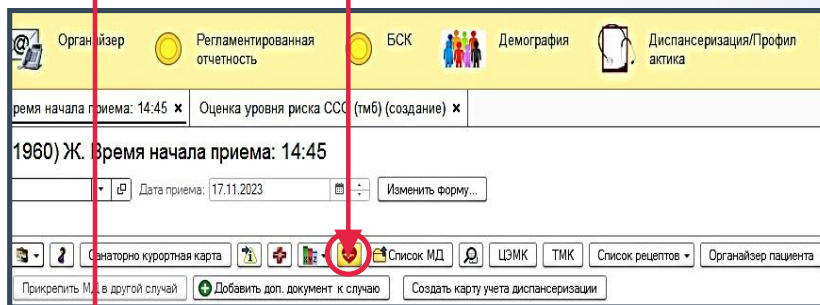 Органайзер
Регламентированная
отчетность
БСК
Демография
Диспансеризация/Профил
актика
ремя начала приема: 14:45 × Оценка уровня риска ССО (тмб) (создание) ×
1960) Ж. Время начала приема: 14:45
Дата приема: 17.11.2023 Изменить форму...
Санаторно курортная карта Список МД ЦЭМК ТМК Список рецептов Органайзер пациента
Прикрепить МД в другой случай Добавить доп. документ к случаю Создать карту учета диспансеризации